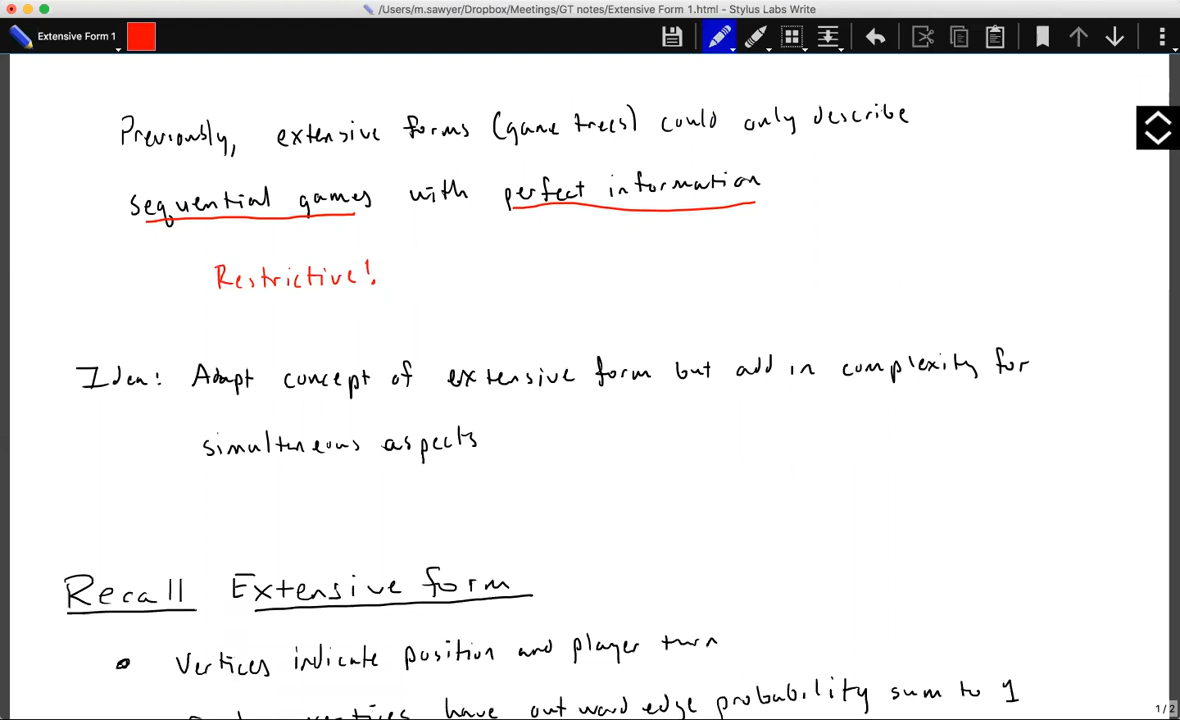 /Users/m.sawyer/Dropbox/Meetings/GT notes/Extensive Form 1.html - Stylus Labs Write
Extensive Form 1
Previously, extensive forms (game trees) could only describe
sequential games with perfect information
Restrictive!
Idea: Adapt concept of extensive form but add in complexity for
simultaneous aspects
Recall Extensive form
• Vertices indicate position and player turn
vertices have outward edge probability sum to 1
1/2